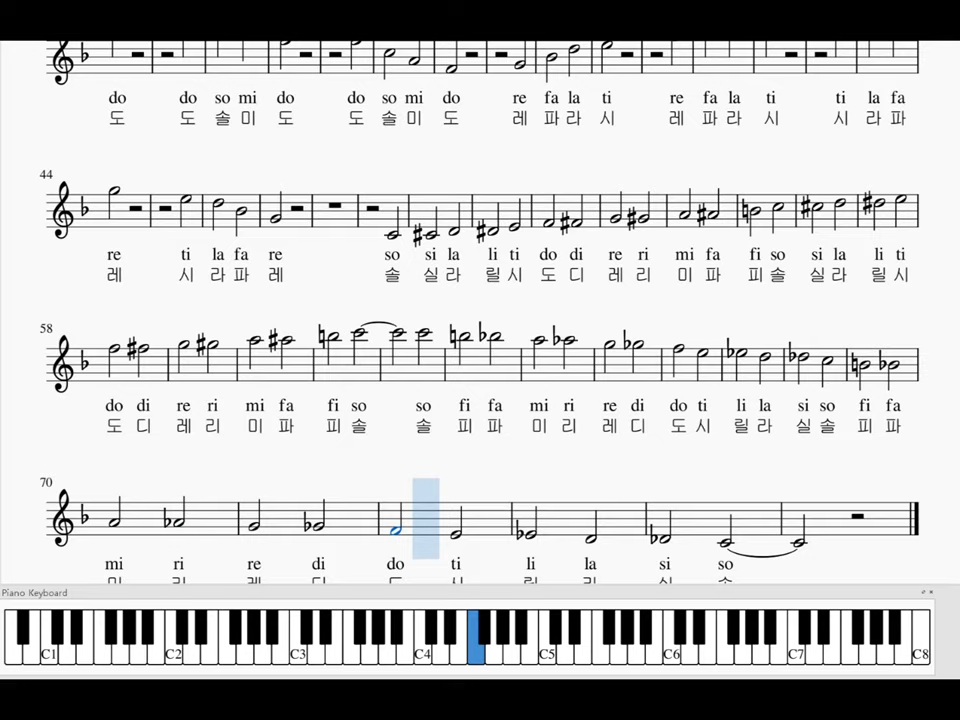 do do so mi do do so mi do re fa la ti re fa la ti ti la fa
도 도 솔 미 도 도 솔 미 도 레 파 라 시 레 파 라 시 시 라 파
44
re ti la fa re so si la li ti do di re ri mi fa fi so si la li ti
레 시 라 파 레 솔 실 라 릴 시 도 디 레 리 미 파 피 솔 실 라 릴 시
58
do di re ri mi fa fi so so fi fa mi ri re di do ti li la si so fi fa
도 디 레 리 미 파 피 솔 솔 피 파 미 리 레 디 도 시 릴 라 실 솔 피 파
70
mi ri re di do ti li la si so
Piano Keyboard
C1 C2 C3 C4 C5 C6 C7 C8